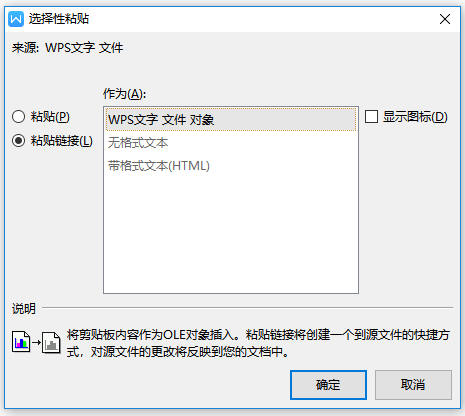 选择性粘贴
来源: WPS文字 文件
作为(A):
粘贴(P)
粘贴链接(L)
WPS文字 文件 对象
无格式文本
带格式文本(HTML)
显示图标(D)
说明
将剪贴板内容作为OLE对象插入。粘贴链接将创建一个到源文件的快捷方
式，对源文件的更改将反映到您的文档中。
确定
取消